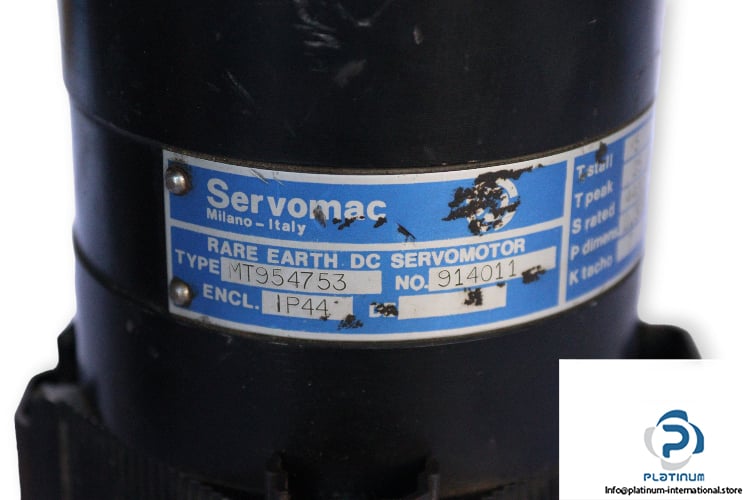 Servomac
Milano-Italy
RARE EARTH DC SERVOMOTOR
TYPE MT954753 NO. 914011
ENCL. IP44
T stall
T peak
S rated
P dimens
K tacho
PLATINUM
Info@platinum-international.store